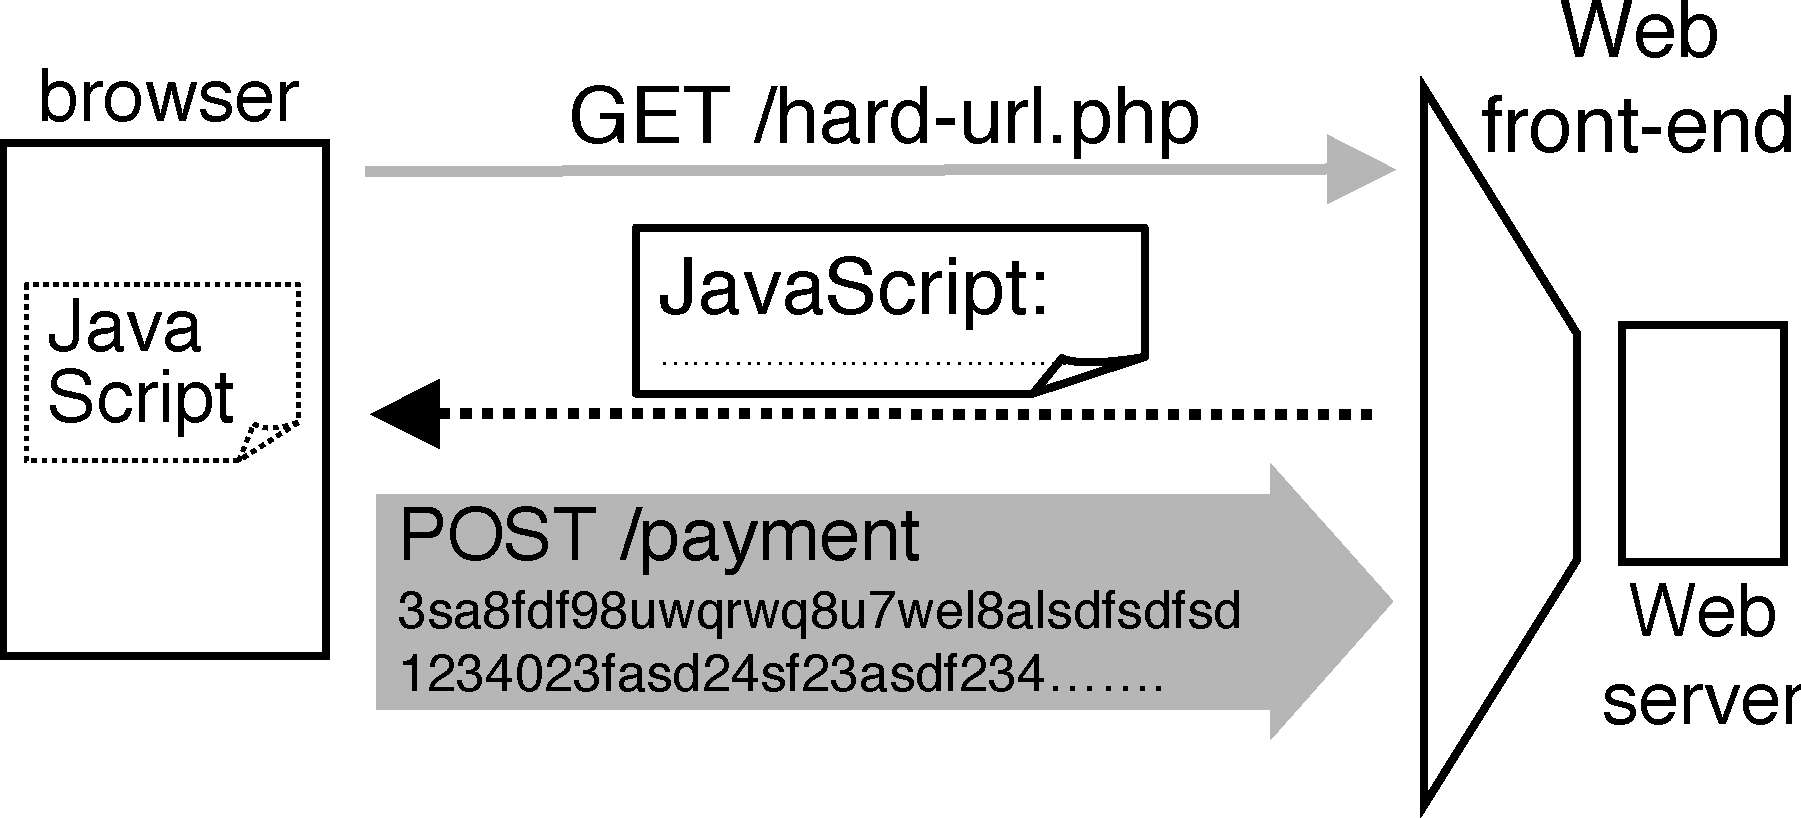 browser
GET /hard-url.php
Web
front-end
JavaScript:
Java
Script
POST /payment
3sa8fdf98uwqrwq8u7wel8alsdfsdfsd
1234023fasd24sf23asdf234.......
Web
server